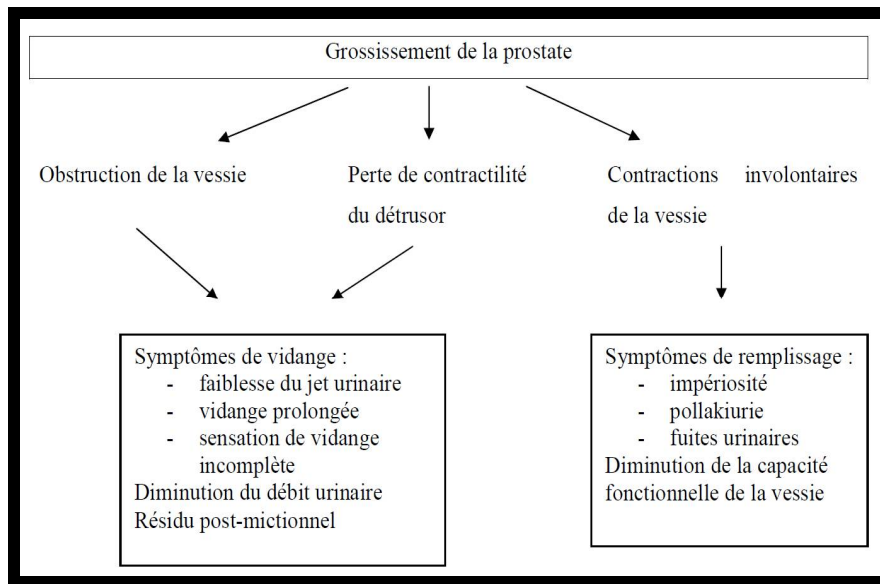 Grossissement de la prostate
Obstruction de la vessie
Perte de contractilité
du détrusor
Contractions involontaires
de la vessie
Symptômes de vidange :
- faiblesse du jet urinaire
- vidange prolongée
- sensation de vidange
incomplète
Diminution du débit urinaire
Résidu post-mictionnel
Symptômes de remplissage :
- impériosité
- pollakiurie
- fuites urinaires
Diminution de la capacité
fonctionnelle de la vessie